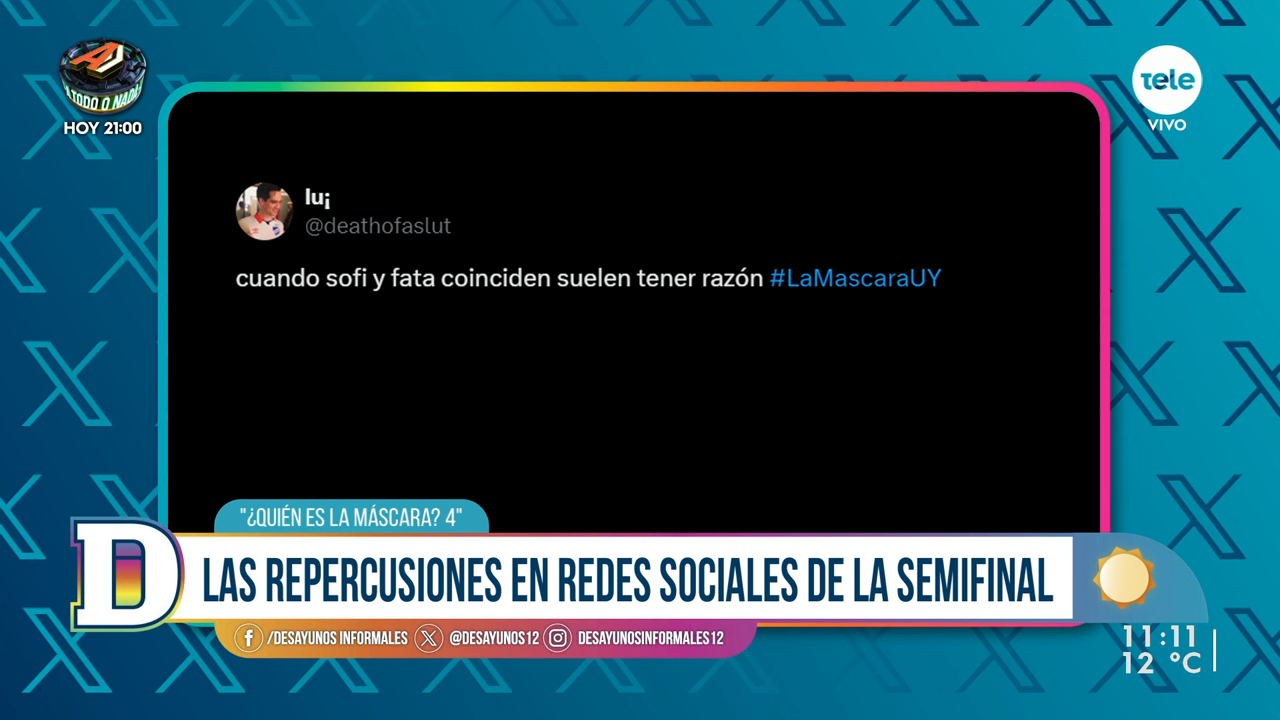 A TODO O NADA
HOY 21:00
tele
VIVO
lu¡
@deathofaslut
cuando sofi y fata coinciden suelen tener razón #LaMascaraUY
"¿QUIÉN ES LA MÁSCARA? 4"
D
LAS REPERCUSIONES EN REDES SOCIALES DE LA SEMIFINAL
/DESAYUNOS INFORMALES @DESAYUNOS12 DESAYUNOSINFORMALES12
11:11
12 °C